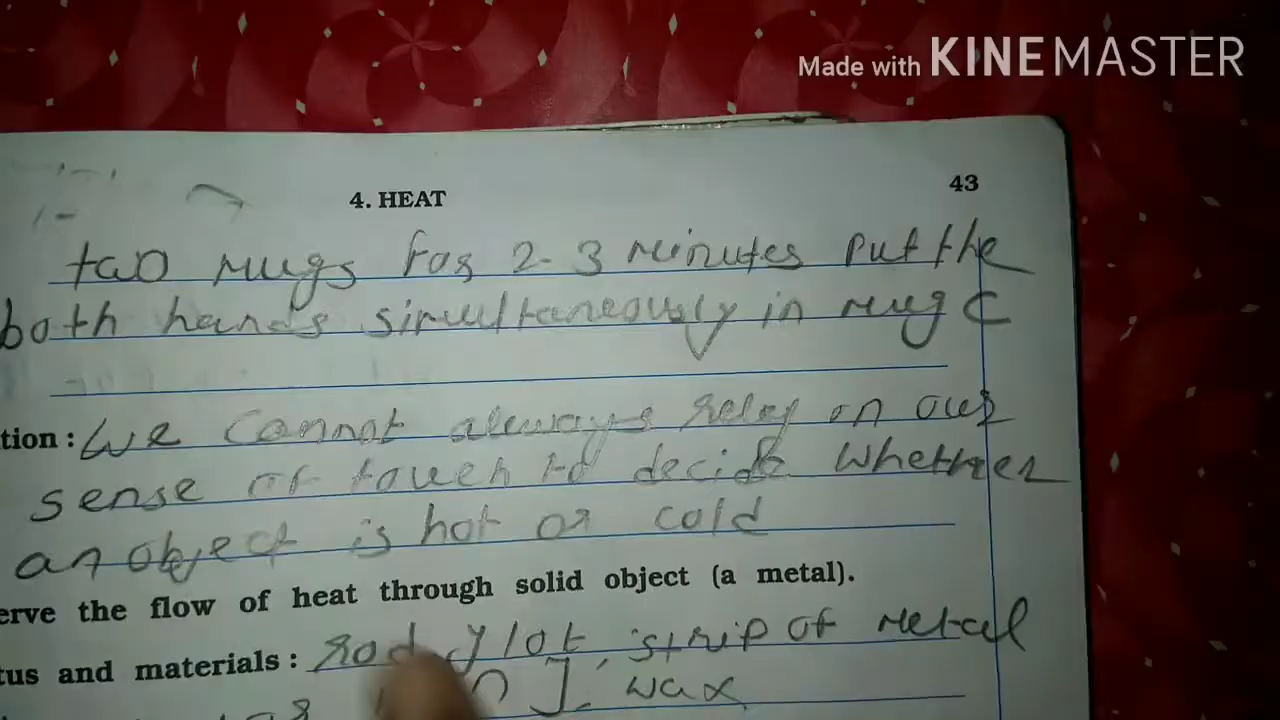 Made with KINEMASTER
4. HEAT
43
two mugs for 2-3 minutes put the
both hands simultaneously in mug C
tion : We cannot always relay on our
sense of touch to decide whether
an object is hot or cold
erve the flow of heat through solid object (a metal).
tus and materials : rod, strip of metal
wax